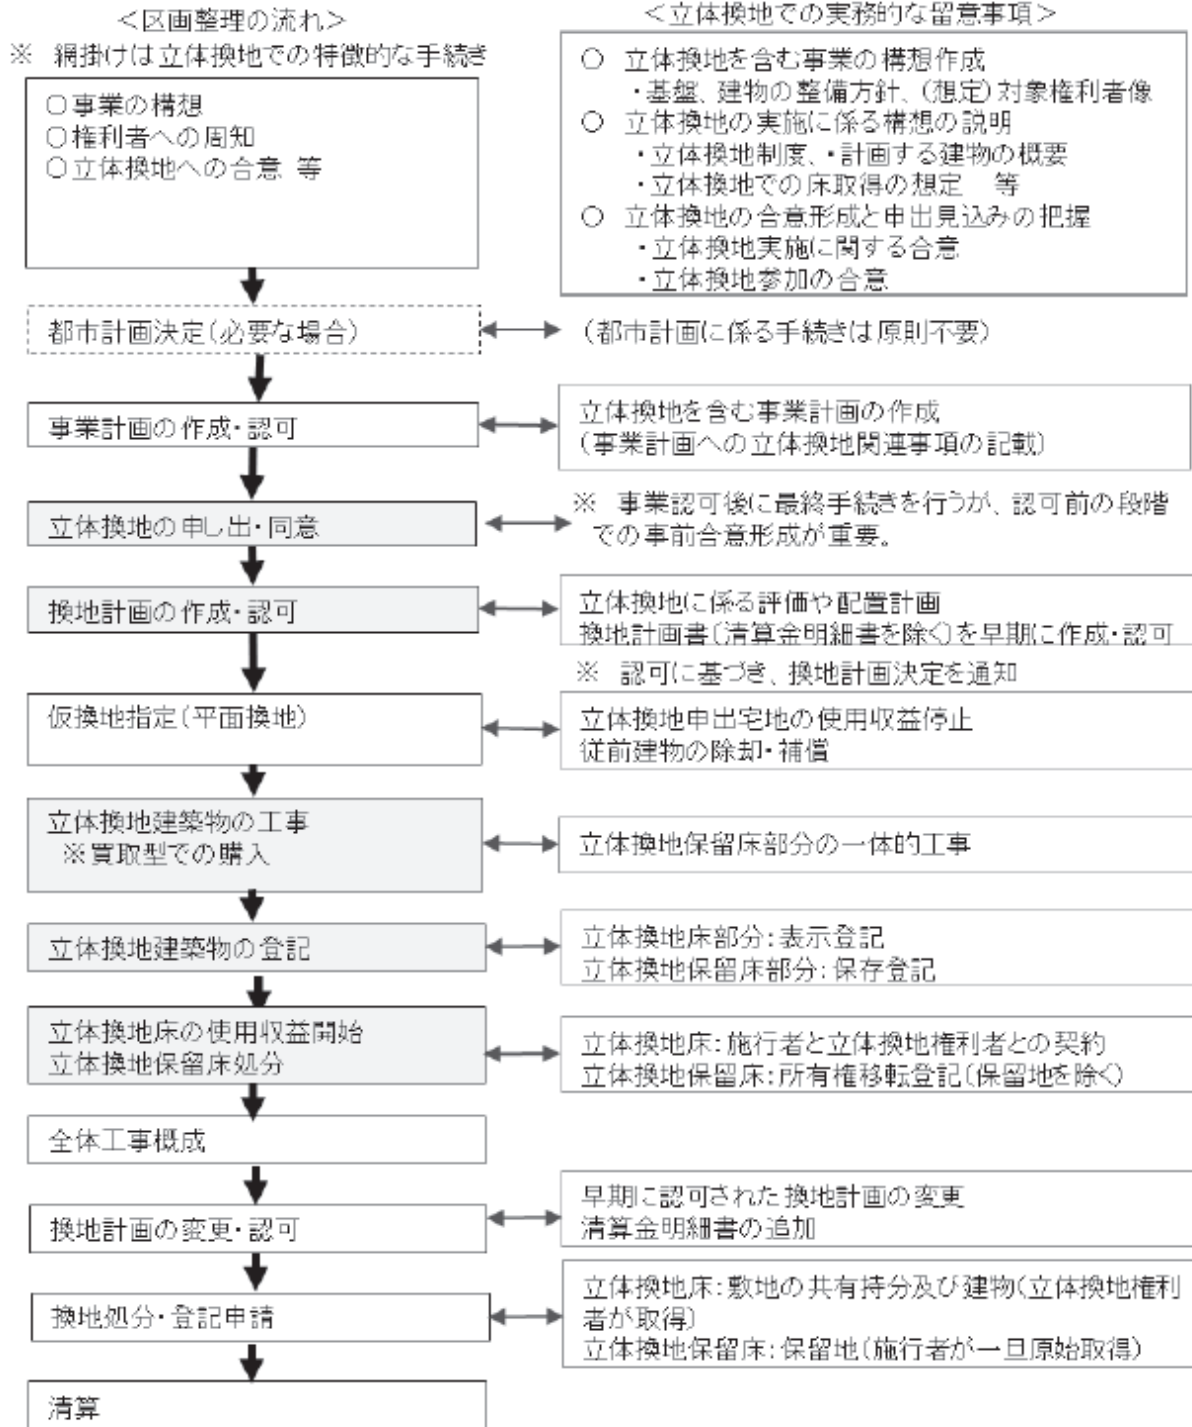 ＜区画整理の流れ＞
※　網掛けは立体換地での特徴的な手続き
○事業の構想
○権利者への周知
○立体換地への合意 等
＜立体換地での実務的な留意事項＞
○　立体換地を含む事業の構想作成
・基盤、建物の整備方針、(想定)対象権利者像
○　立体換地の実施に係る構想の説明
・立体換地制度、・計画する建物の概要
・立体換地での床取得の想定　等
○　立体換地の合意形成と申出見込みの把握
・立体換地実施に関する合意
・立体換地参加の合意
都市計画決定(必要な場合)
(都市計画に係る手続きは原則不要)
事業計画の作成・認可
立体換地を含む事業計画の作成
(事業計画への立体換地関連事項の記載)
立体換地の申し出・同意
※　事業認可後に最終手続きを行うが、認可前の段階
での事前合意形成が重要。
換地計画の作成・認可
立体換地に係る評価や配置計画
換地計画書(清算金明細書を除く)を早期に作成・認可
※　認可に基づき、換地計画決定を通知
仮換地指定(平面換地)
立体換地申出宅地の使用収益停止
従前建物の除却・補償
立体換地建築物の工事
※買取型での購入
立体換地保留床部分の一体的工事
立体換地建築物の登記
立体換地床部分：表示登記
立体換地保留床部分：保存登記
立体換地床の使用収益開始
立体換地保留床処分
立体換地床：施行者と立体換地権利者との契約
立体換地保留床：所有権移転登記(保留地を除く)
全体工事概成
換地計画の変更・認可
早期に認可された換地計画の変更
清算金明細書の追加
換地処分・登記申請
立体換地床：敷地の共有持分及び建物(立体換地権利
者が取得)
立体換地保留床：保留地(施行者が一旦原始取得)
清算